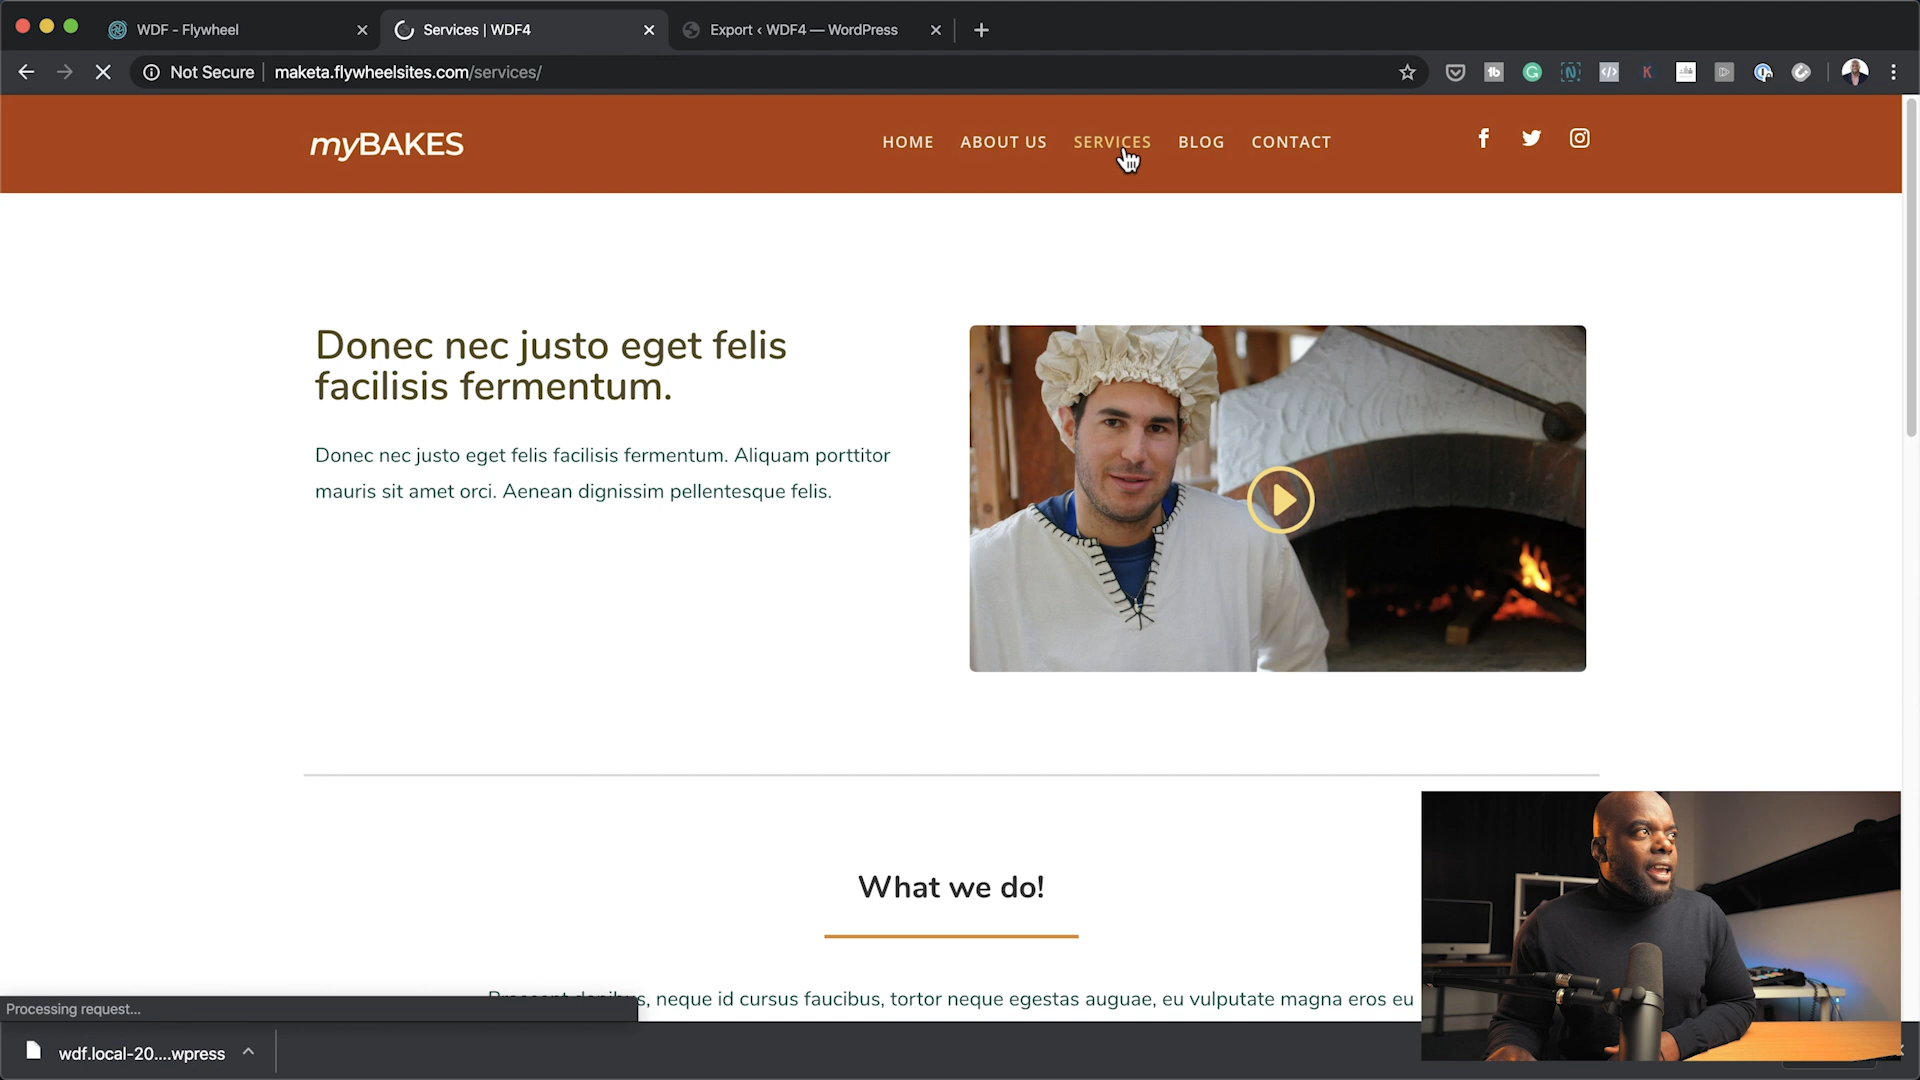 WDF - Flywheel
Services | WDF4
Export ‹ WDF4 — WordPress
Not Secure
maketa.flywheelsites.com/services/
myBAKES
HOME
ABOUT US
SERVICES
BLOG
CONTACT
Donec nec justo eget felis
facilisis fermentum.
Donec nec justo eget felis facilisis fermentum. Aliquam porttitor
mauris sit amet orci. Aenean dignissim pellentesque felis.
What we do!
neque id cursus faucibus, tortor neque egestas auguae, eu vulputate magna eros eu
Processing request...
wdf.local-20....wpress